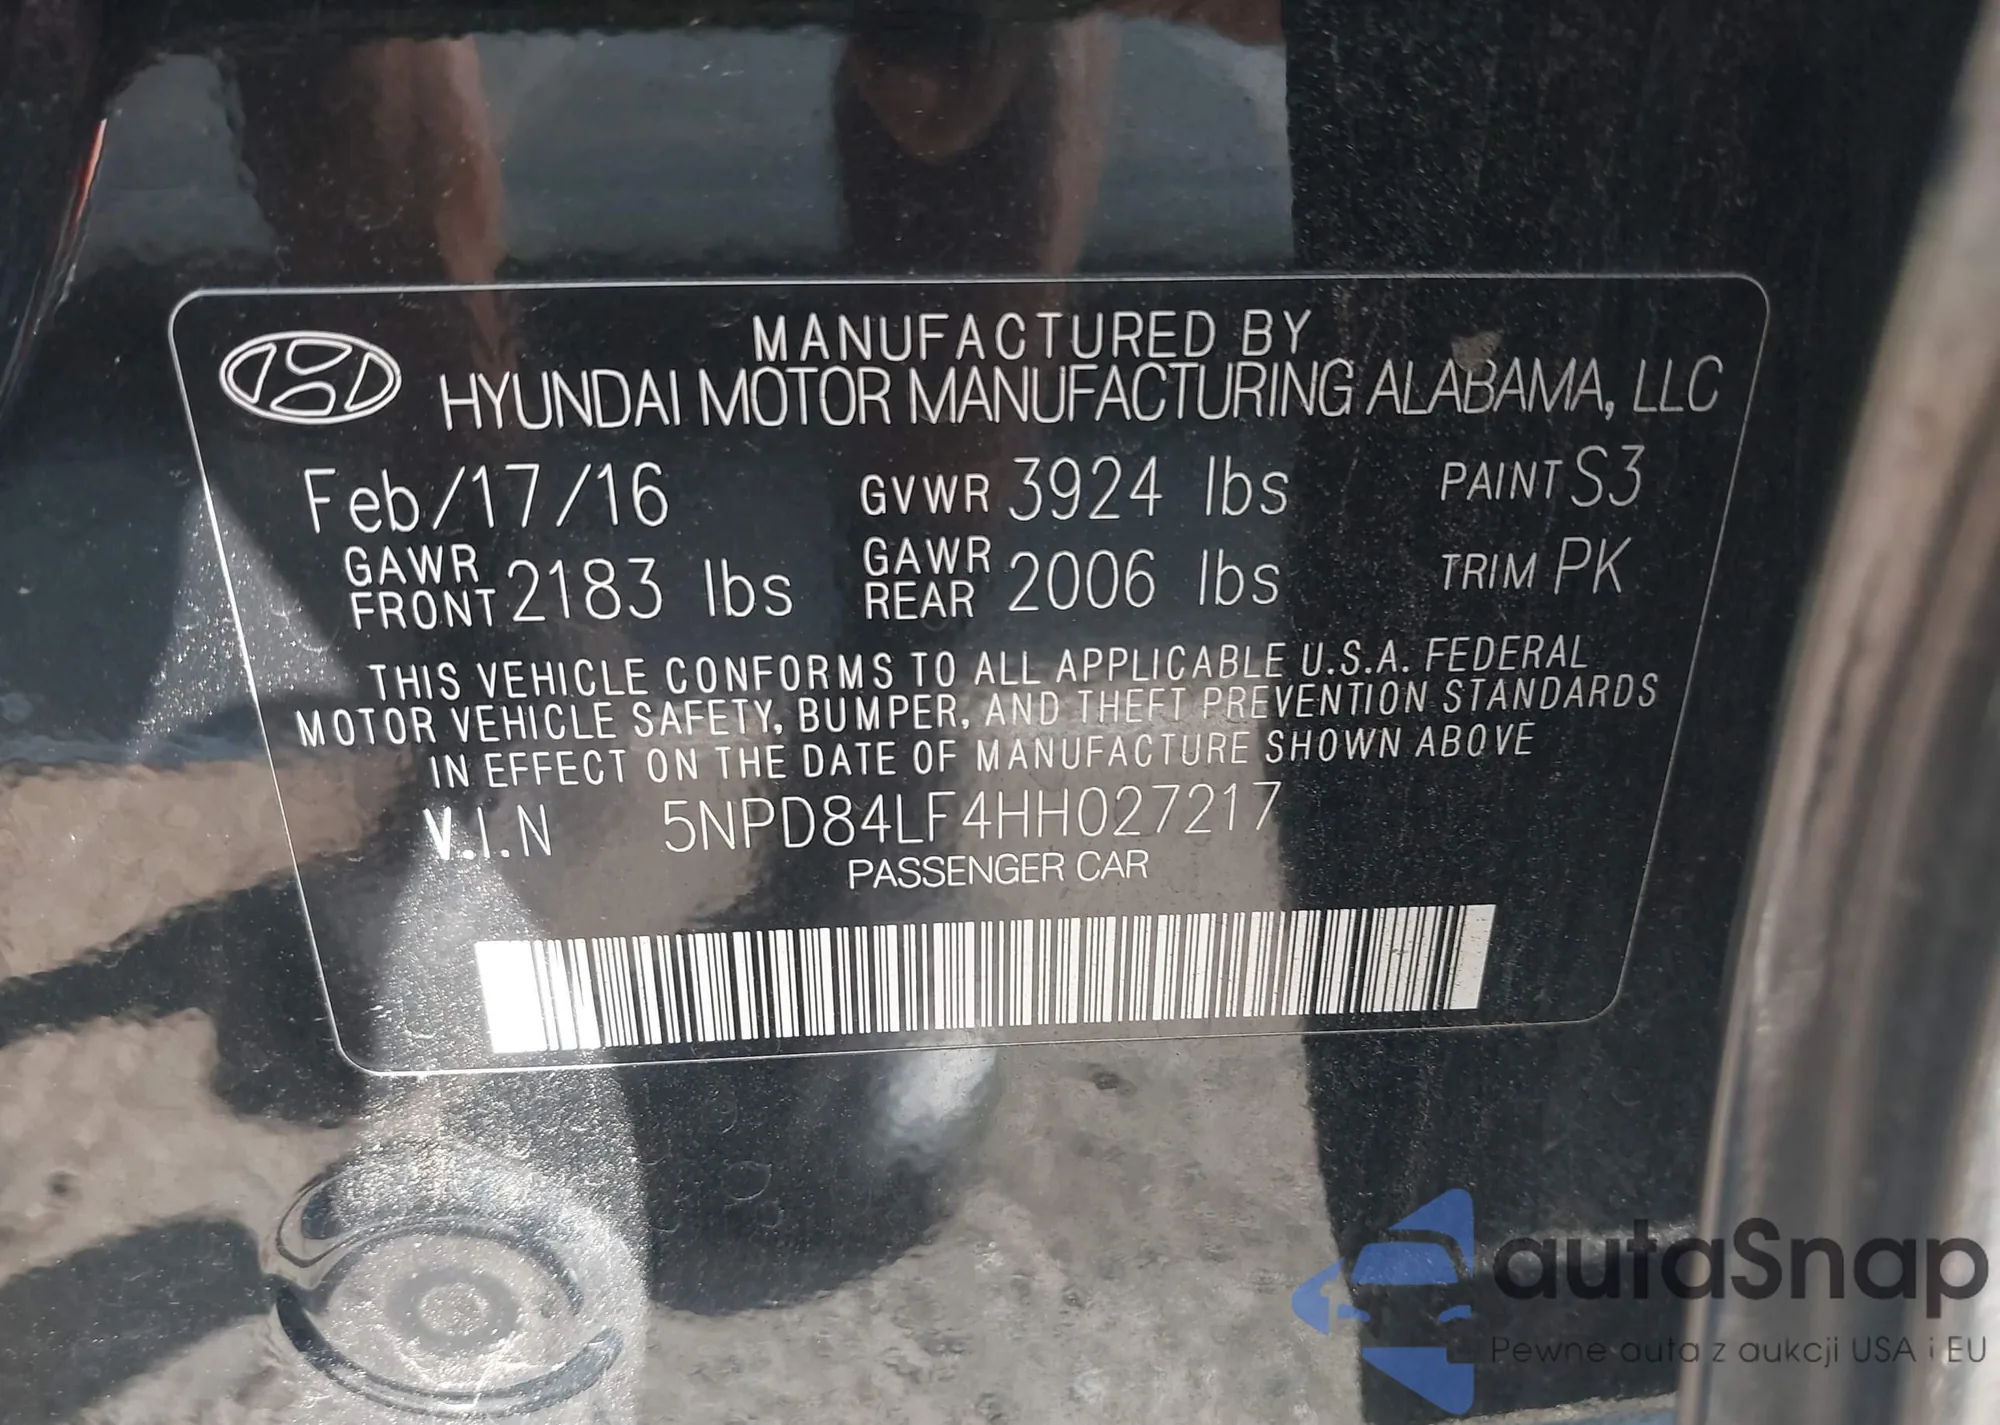 MANUFACTURED BY
HYUNDAI MOTOR MANUFACTURING ALABAMA, LLC
Feb/17/16 GVWR 3924 lbs PAINT S3
GAWR FRONT 2183 lbs GAWR REAR 2006 lbs TRIM PK
THIS VEHICLE CONFORMS TO ALL APPLICABLE U.S.A. FEDERAL
MOTOR VEHICLE SAFETY, BUMPER, AND THEFT PREVENTION STANDARDS
IN EFFECT ON THE DATE OF MANUFACTURE SHOWN ABOVE
V.I.N 5NPD84LF4HH027217
PASSENGER CAR
autaSnap
Pewne auta z aukcji USA i EU